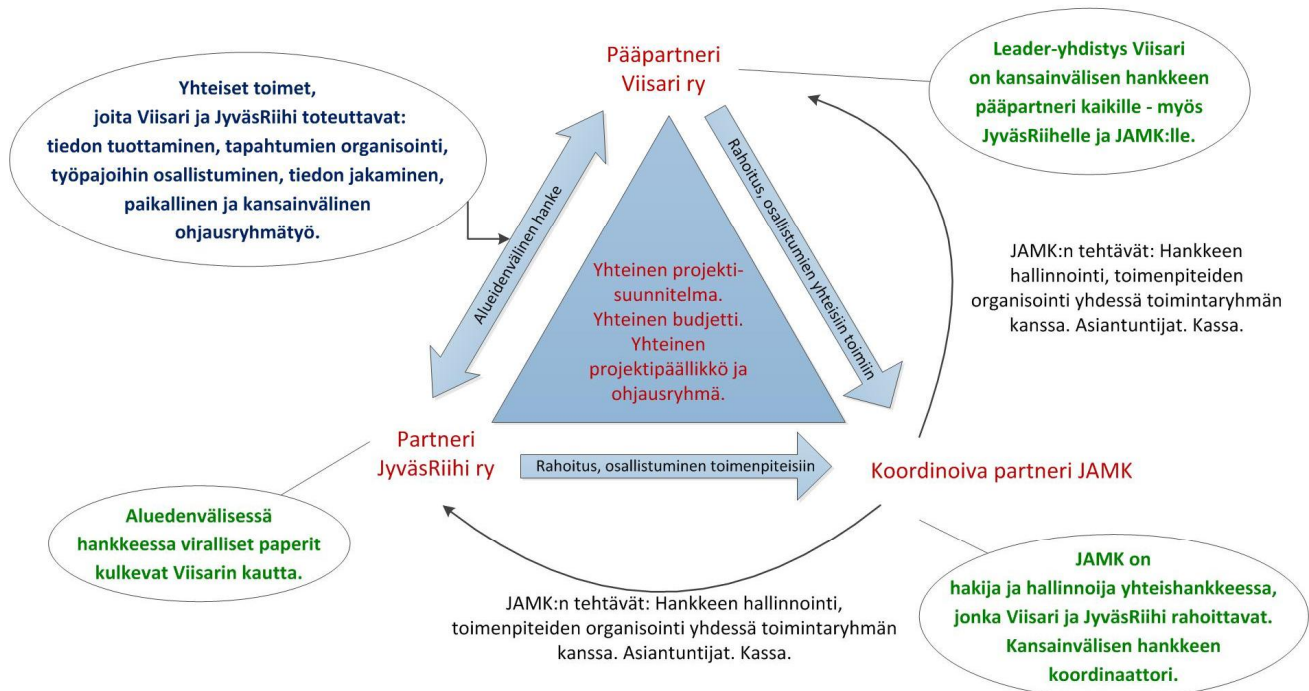 Pääpartneri
Viisari ry
Leader-yhdistys Viisari
on kansainvälisen hankkeen
pääpartneri kaikille - myös
JyväsRiihelle ja JAMK:lle.
Yhteiset toimet,
joita Viisari ja JyväsRiihi toteuttavat:
tiedon tuottaminen, tapahtumien organisointi,
työpajoihin osallistuminen, tiedon jakaminen,
paikallinen ja kansainvälinen
ohjausryhmätyö.
Alueidenvälinen hanke
Rahoitus, osallistumien yhteisiin toimiin
JAMK:n tehtävät: Hankkeen
hallinnointi, toimenpiteiden
organisointi yhdessä toimintaryhmän
kanssa. Asiantuntijat. Kassa.
Yhteinen projekti-
suunnitelma.
Yhteinen budjetti.
Yhteinen
projektipäällikkö ja
ohjausryhmä.
Partneri
JyväsRiihi ry
Rahoitus, osallistuminen toimenpiteisiin
Koordinoiva partneri JAMK
Aluedenvälisessä
hankkeessa viralliset paperit
kulkevat Viisarin kautta.
JAMK:n tehtävät: Hankkeen hallinnointi,
toimenpiteiden organisointi yhdessä toimintaryhmän
kanssa. Asiantuntijat. Kassa.
JAMK on
hakija ja hallinnoija yhteishankkeessa,
jonka Viisari ja JyväsRiihi rahoittavat.
Kansainvälisen hankkeen
koordinaattori.